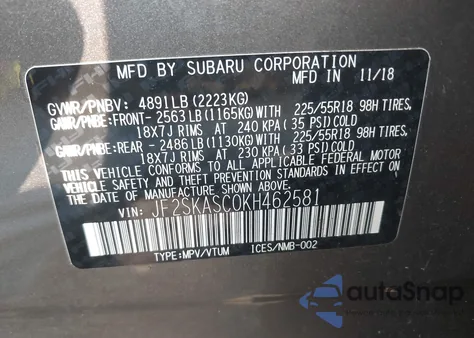 MFD BY SUBARU CORPORATION 11/18
GVWR/PNBV: 4891LB (2223KG)
GAWR/PNBE: FRONT- 2563LB (1165KG) WITH 225/55R18 98H TIRES,
18X7J RIMS AT 240 KPA (35 PSI) COLD
GAWR/PNBE: REAR - 2486LB (1130KG) WITH 225/55R18 98H TIRES,
18X7J RIMS AT 230 KPA (33 PSI) COLD
THIS VEHICLE CONFORMS TO ALL APPLICABLE FEDERAL MOTOR
VEHICLE SAFETY AND THEFT PREVENTION STANDARDS IN EFFECT ON
THE DATE OF MANUFACTURE SHOWN ABOVE.
VIN: JF2SKASC0KH462581
TYPE:MPV/VTUM ICES/NMB-002
autoSnap